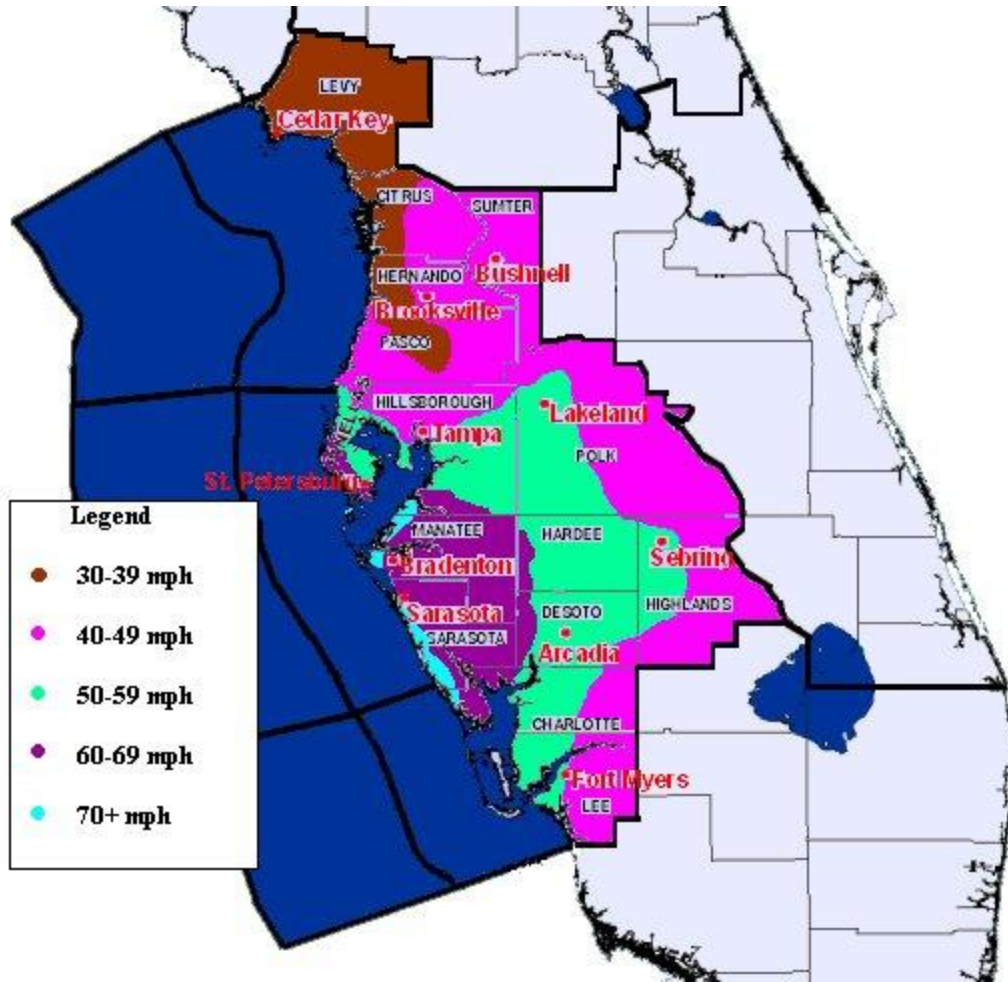 LEVY
Cedar Key
CITRUS
SUMTER
HERNANDO
Bushnell
Brooksville
PASCO
HILLSBOROUGH
Lakeland
Tampa
POLK
St. Petersburg
Legend
30-39 mph
40-49 mph
50-59 mph
60-69 mph
70+ mph
MANATEE
HARDEE
Bradenton
Sebring
Sarasota
DESOTO
HIGHLANDS
SARASOTA
Arcadia
CHARLOTTE
Fort Myers
LEE